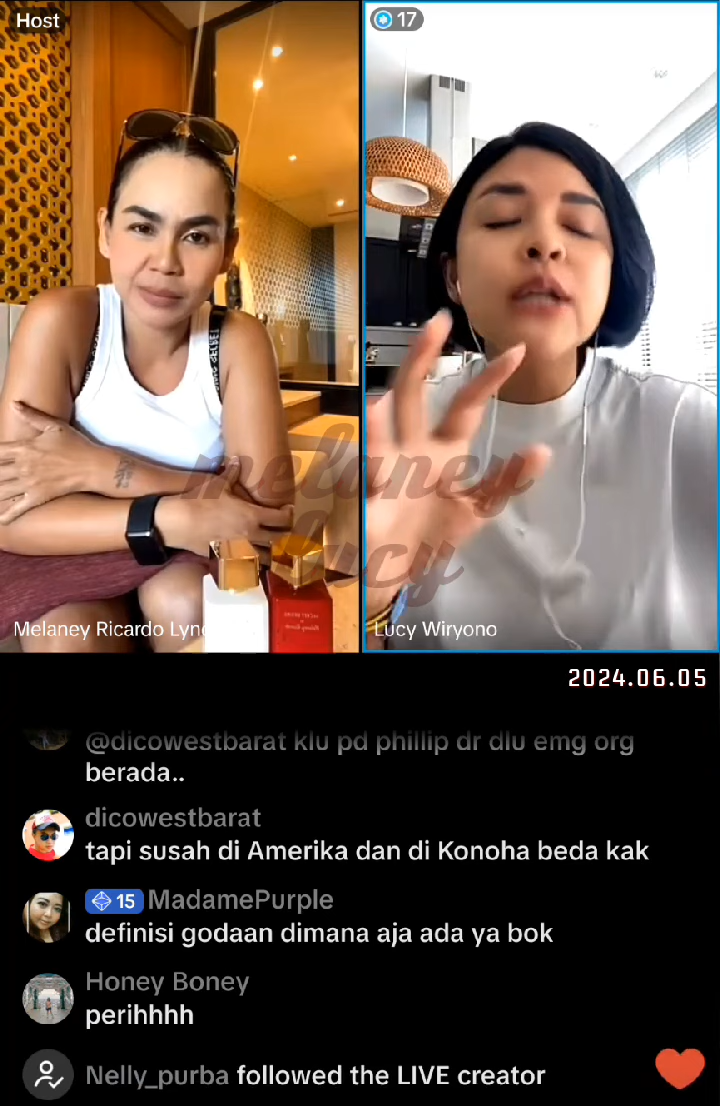 Host
17
melaney
lucy
Melaney Ricardo Lyn
Lucy Wiryono
2024.06.05
@dicowestbarat klu pd phillip dr dlu emg org
berada..
dicowestbarat
tapi susah di Amerika dan di Konoha beda kak
15 MadamePurple
definisi godaan dimana aja ada ya bok
Honey Boney
perihhhh
Nelly_purba followed the LIVE creator